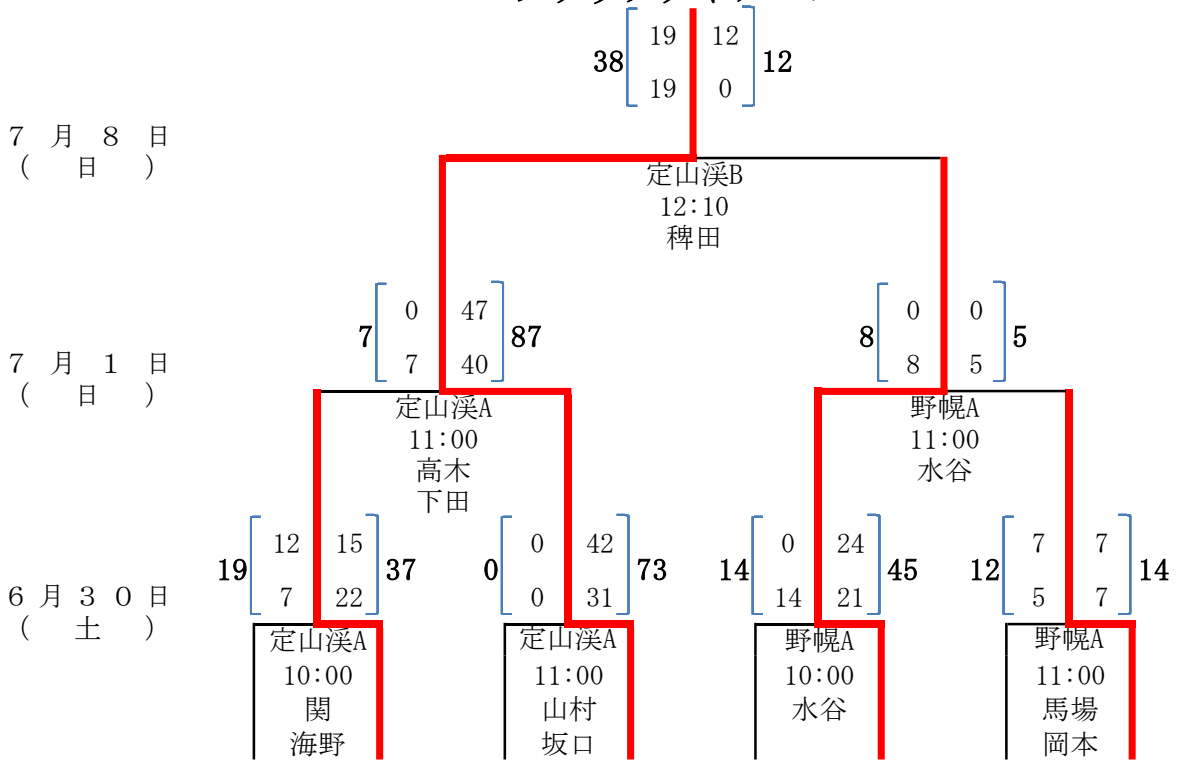 19 12
38 12
19 0
7月8日
(日)
定山渓B
12:10
稗田
0 47
7 87
7 40
0 0
8 5
8 5
7月1日
(日)
定山渓A
11:00
高木
下田
野幌A
11:00
水谷
12 15
19 37
7 22
0 42
0 73
0 31
0 24
14 45
14 21
7 7
12 14
5 7
6月30日
(土)
定山渓A
10:00
関
海野
定山渓A
11:00
山村
坂口
野幌A
10:00
水谷
野幌A
11:00
馬場
岡本